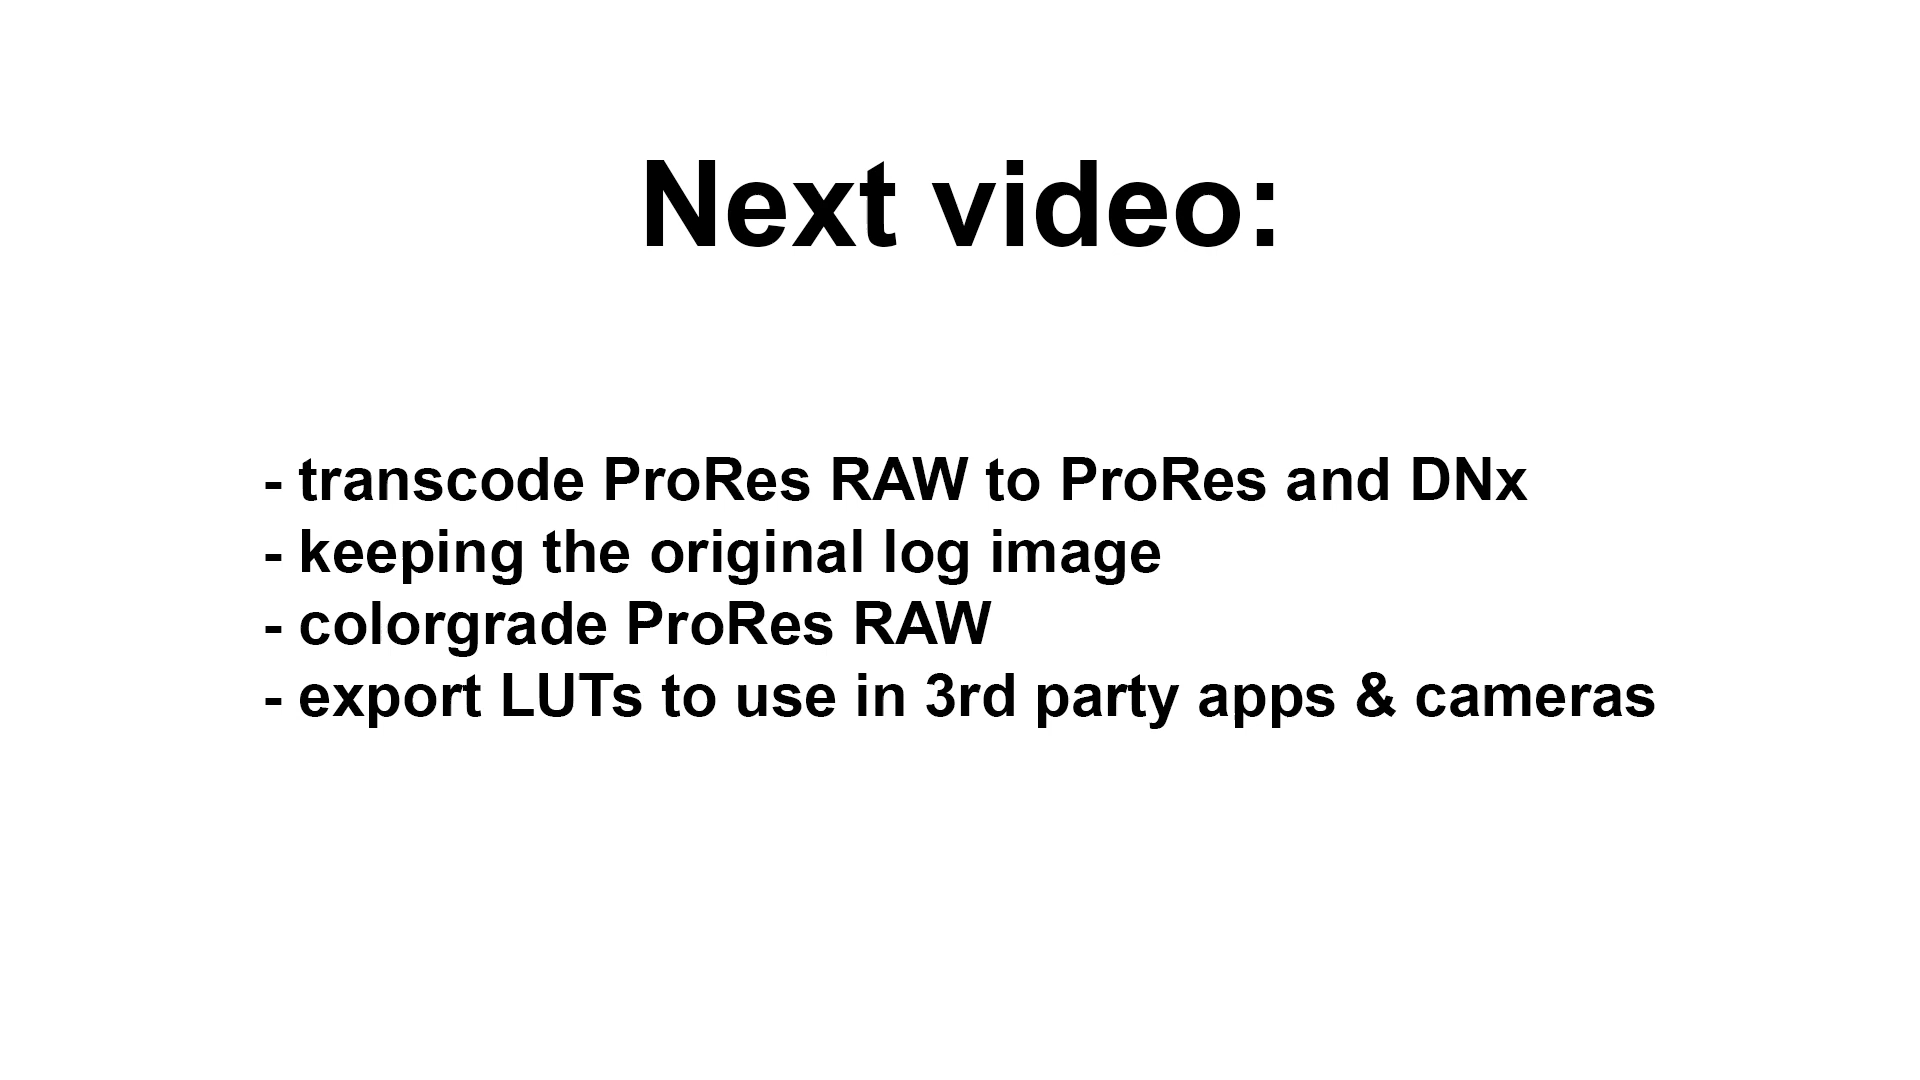 Next video:
- transcode ProRes RAW to ProRes and DNx
- keeping the original log image
- colorgrade ProRes RAW
- export LUTs to use in 3rd party apps & cameras